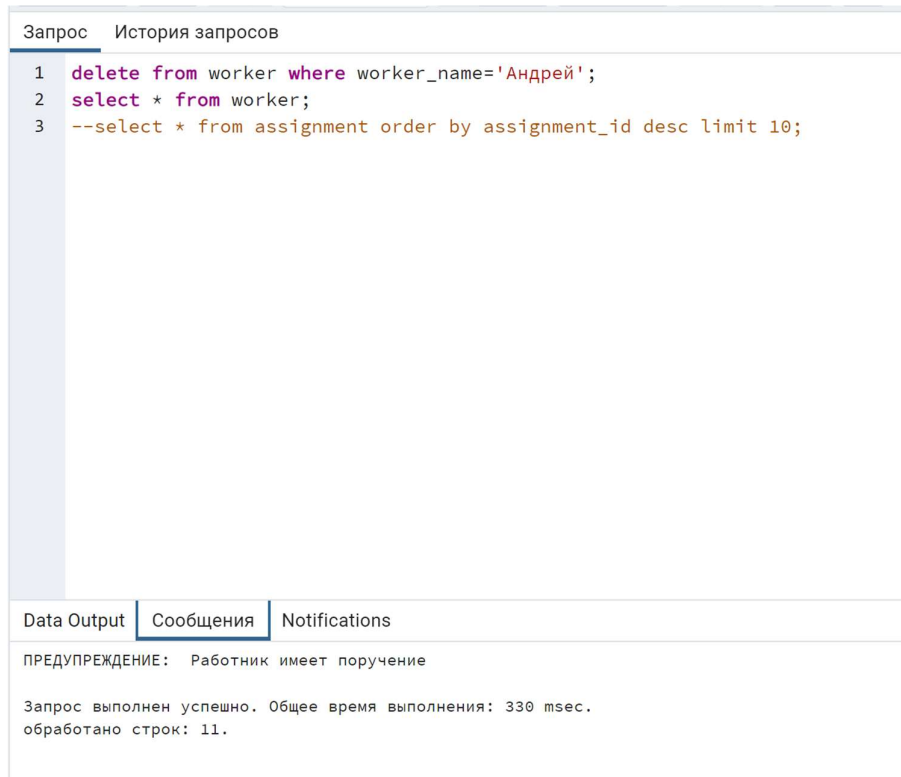 Запрос История запросов
1 delete from worker where worker_name='Андрей';
2 select * from worker;
3 --select * from assignment order by assignment_id desc limit 10;
Data Output Сообщения Notifications
ПРЕДУПРЕЖДЕНИЕ:  Работник имеет поручение
Запрос выполнен успешно. Общее время выполнения: 330 msec.
обработано строк: 11.